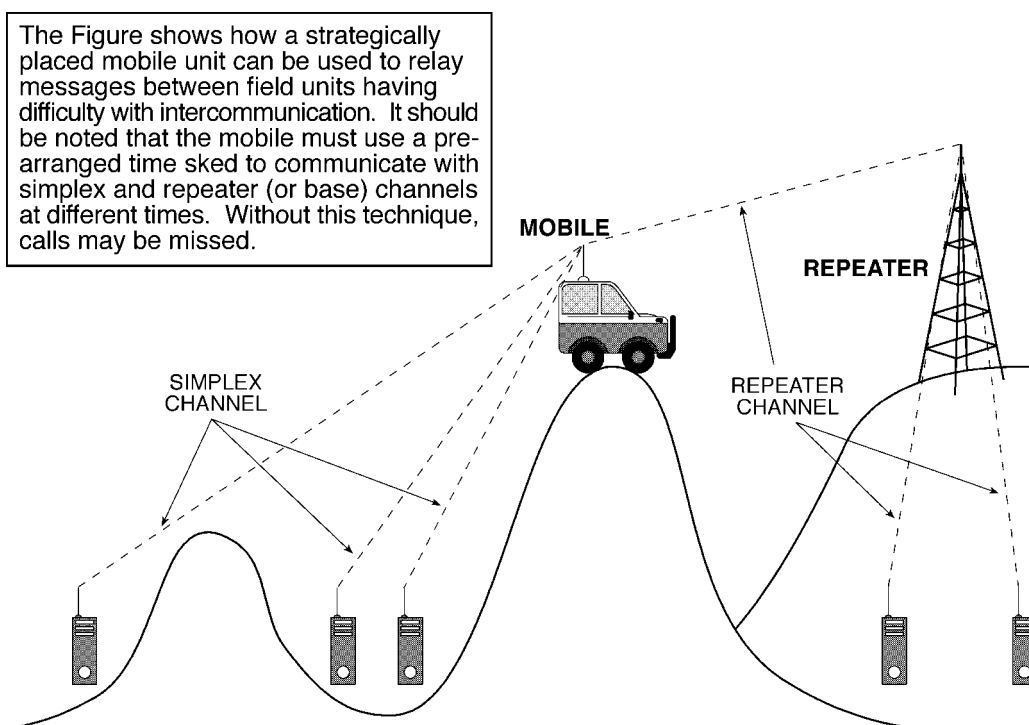 The Figure shows how a strategically
placed mobile unit can be used to relay
messages between field units having
difficulty with intercommunication. It should
be noted that the mobile must use a pre-
arranged time sked to communicate with
simplex and repeater (or base) channels
at different times. Without this technique,
calls may be missed.
MOBILE
REPEATER
SIMPLEX
CHANNEL
REPEATER
CHANNEL